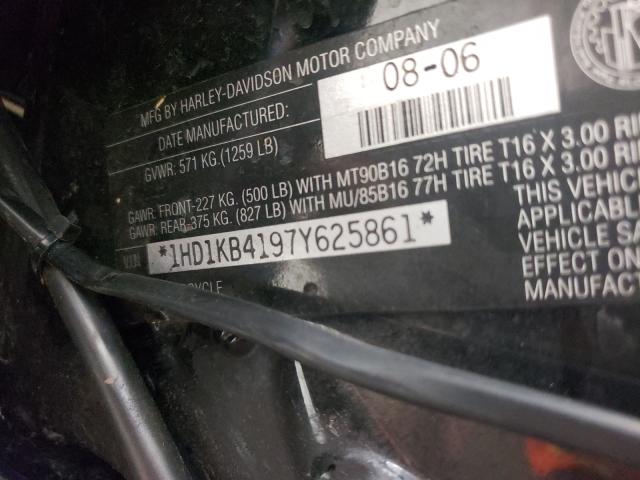 MFG BY HARLEY-DAVIDSON MOTOR COMPANY
DATE MANUFACTURED: 08-06
GVWR: 571 KG. (1259 LB)
GAWR: FRONT-227 KG. (500 LB) WITH MT90B16 72H TIRE T16 X 3.00 RI
GAWR: REAR-375 KG. (827 LB) WITH MU/85B16 77H TIRE T16 X 3.00 RI
VIN *1HD1KB4197Y625861*
THIS VEHIC
APPLICABL
VEHICLE SA
EFFECT ON
MANUFACT